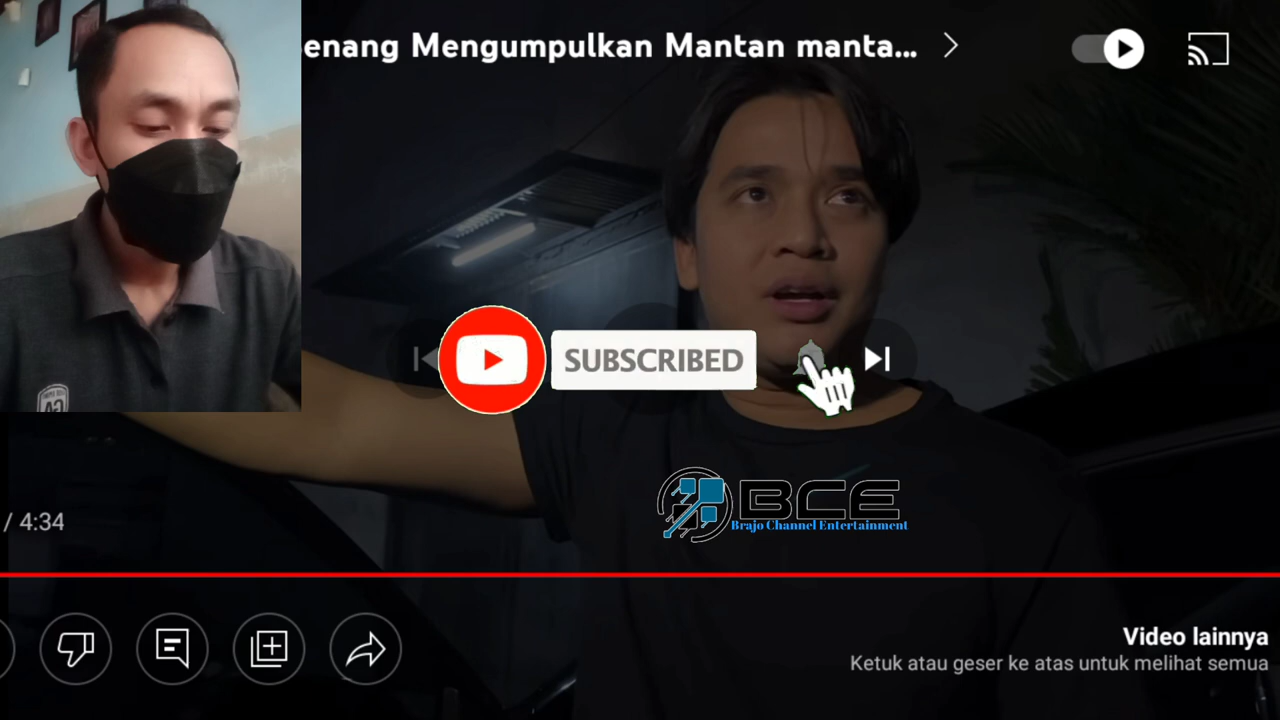 enang Mengumpulkan Mantan manta...
SUBSCRIBED
BCE
Brajo Channel Entertainment
/ 4:34
Video lainnya
Ketuk atau geser ke atas untuk melihat semua